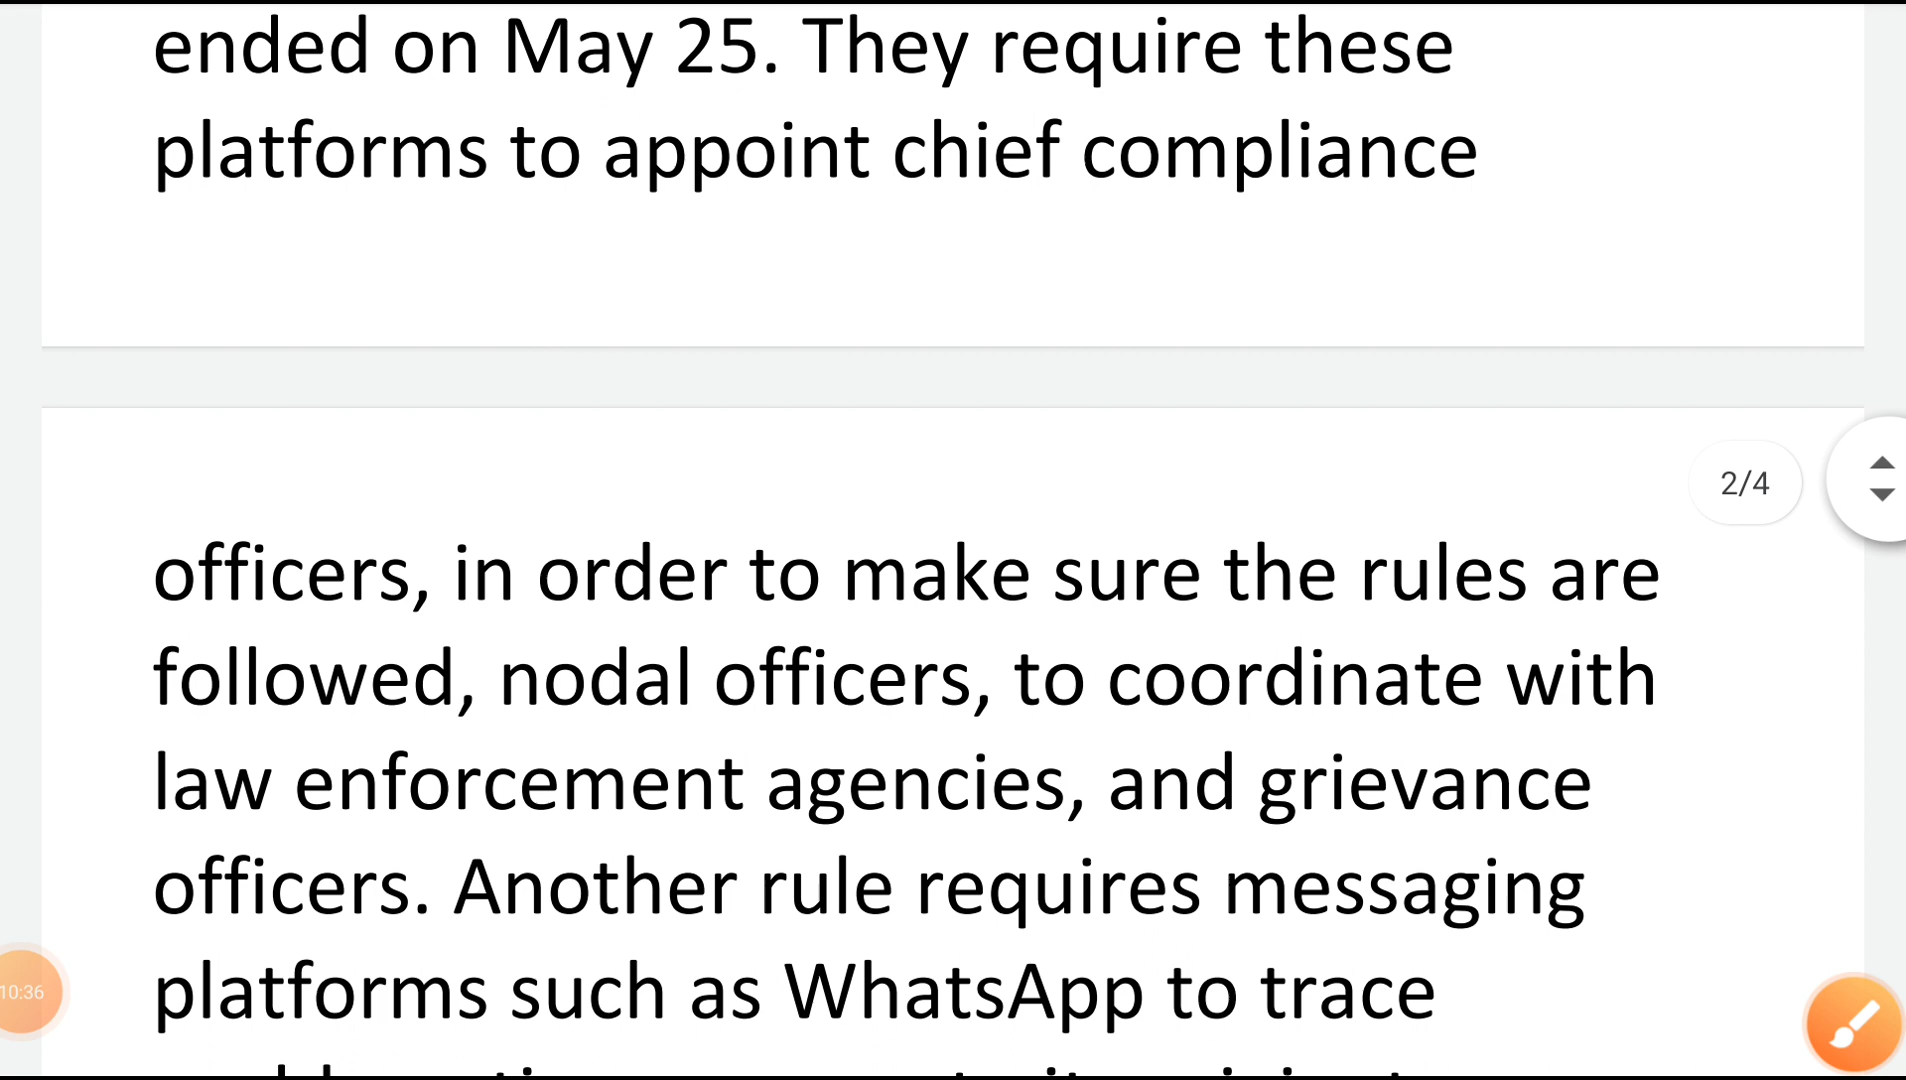 ended on May 25. They require these
platforms to appoint chief compliance
2/4
officers, in order to make sure the rules are
followed, nodal officers, to coordinate with
law enforcement agencies, and grievance
officers. Another rule requires messaging
platforms such as WhatsApp to trace
10:36